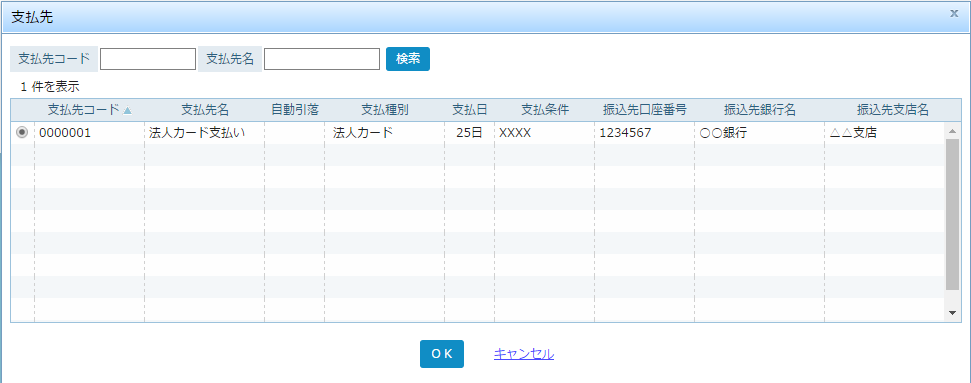 支払先 x
支払先コード 支払先名 検索
1 件を表示
支払先コード ▲ 支払先名 自動引落 支払種別 支払日 支払条件 振込先口座番号 振込先銀行名 振込先支店名
0000001 法人カード支払い 法人カード 25日 XXXX 1234567 ○○銀行 △△支店
OK キャンセル